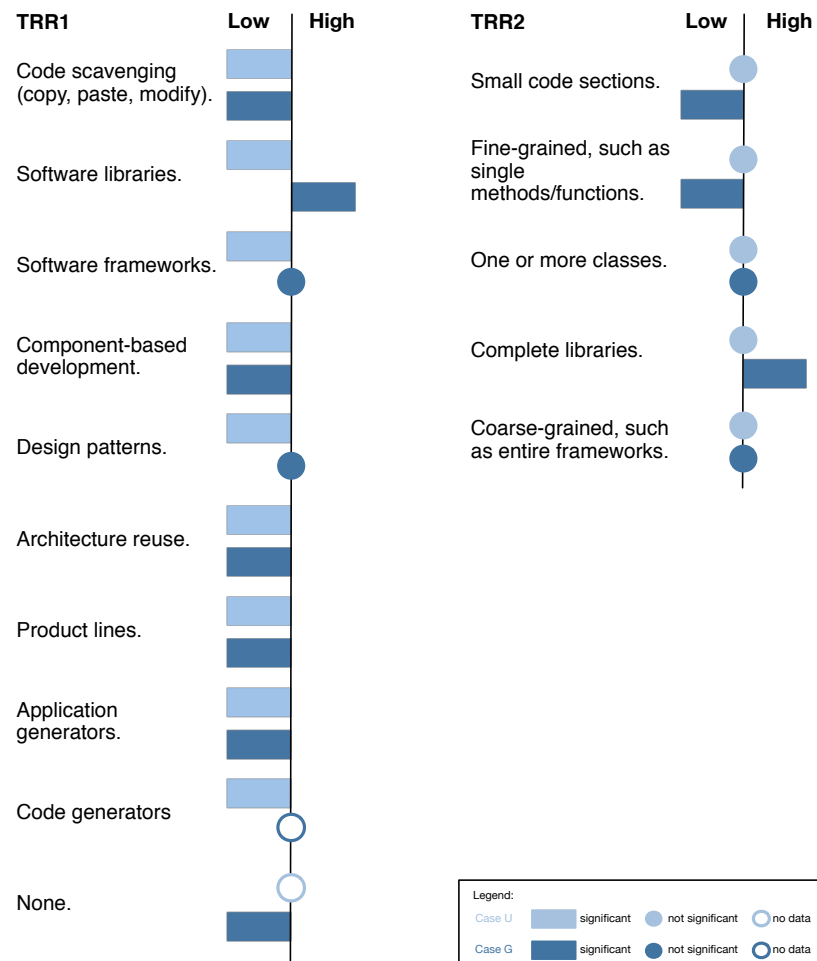 TRR1 Low High
Code scavenging
(copy, paste, modify).
Software libraries.
Software frameworks.
Component-based
development.
Design patterns.
Architecture reuse.
Product lines.
Application
generators.
Code generators
None.
TRR2 Low High
Small code sections.
Fine-grained, such as
single
methods/functions.
One or more classes.
Complete libraries.
Coarse-grained, such
as entire frameworks.
Legend:
Case U significant not significant no data
Case G significant not significant no data